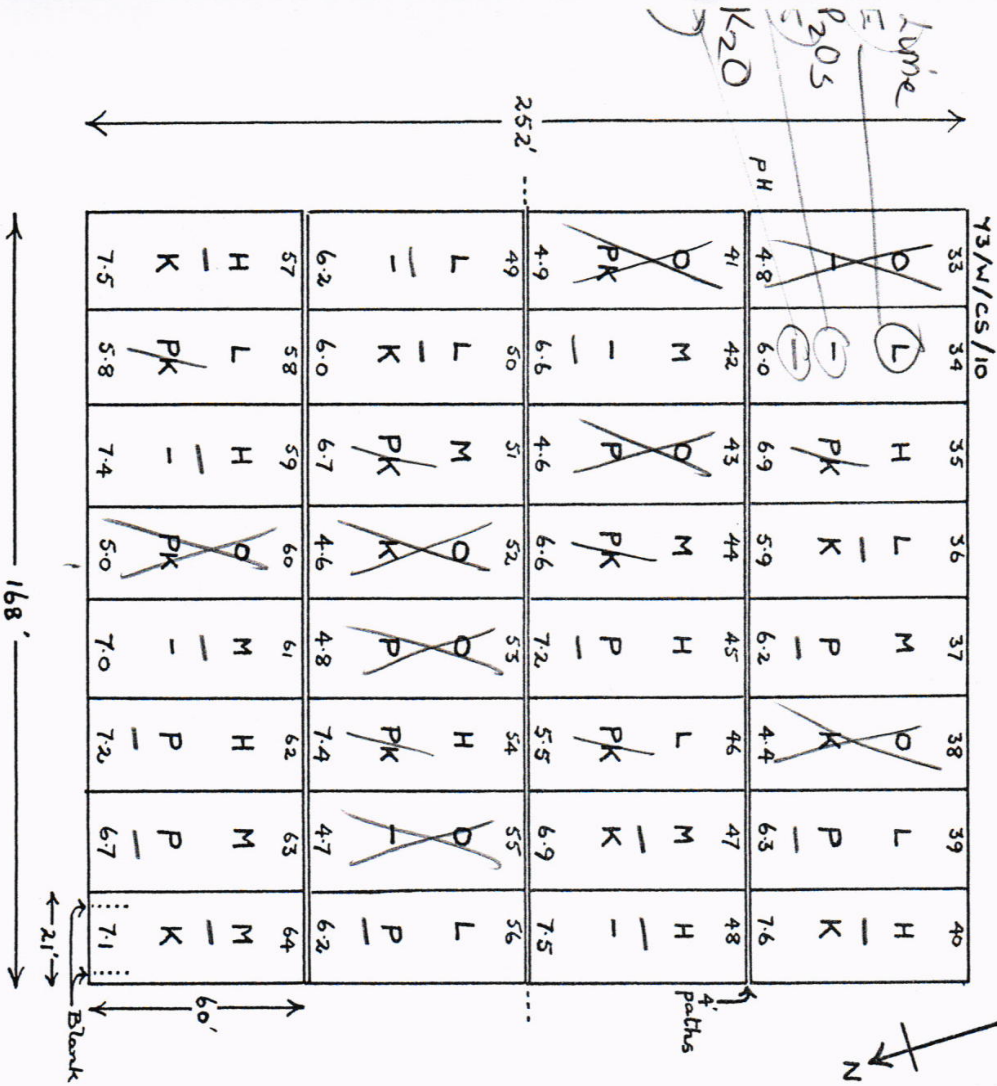 73/W/CS/10
Lime
P2O5
K2O
pH
252'
33 34 35 36 37 38 39 40
O L H L M O L H
- - PK - K P - K P - - K
- 4.8 6.0 6.9 5.9 6.2 4.4 6.3 7.6
4' paths
41 42 43 44 45 46 47 48
O M O M H L M H
PK - - P PK P - PK - K - -
4.9 6.6 4.6 6.6 7.2 5.5 6.9 7.5
49 50 51 52 53 54 55 56
L L M O O H O L
- - - K PK K P PK - P -
6.2 6.0 6.7 4.6 4.8 7.4 4.7 6.2
57 58 59 60 61 62 63 64
H L H O M H M M
- K PK - - PK - - P - P - - K
7.5 5.8 7.4 5.0 7.0 7.2 6.7 7.1
60'
21'
Blank
168'
N